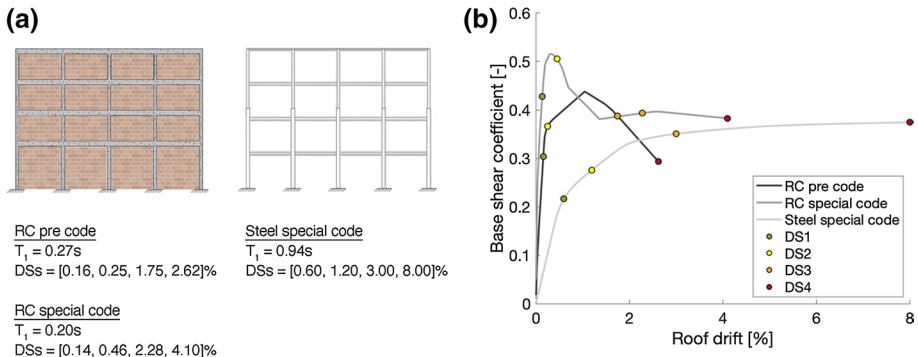 (a)
RC pre code
T1 = 0.27s
DSs = [0.16, 0.25, 1.75, 2.62]%
RC special code
T1 = 0.20s
DSs = [0.14, 0.46, 2.28, 4.10]%
Steel special code
T1 = 0.94s
DSs = [0.60, 1.20, 3.00, 8.00]%
(b)
Base shear coefficient [-]
0.6
0.5
0.4
0.3
0.2
0.1
0
0 2 4 6 8
Roof drift [%]
RC pre code
RC special code
Steel special code
DS1
DS2
DS3
DS4